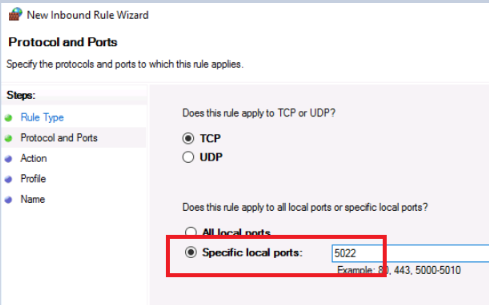 New Inbound Rule Wizard
Protocol and Ports
Specify the protocols and ports to which this rule applies.
Steps:
Rule Type
Protocol and Ports
Action
Profile
Name
Does this rule apply to TCP or UDP?
TCP
UDP
Does this rule apply to all local ports or specific local ports?
All local ports
Specific local ports:
5022
Example: 80, 443, 5000-5010